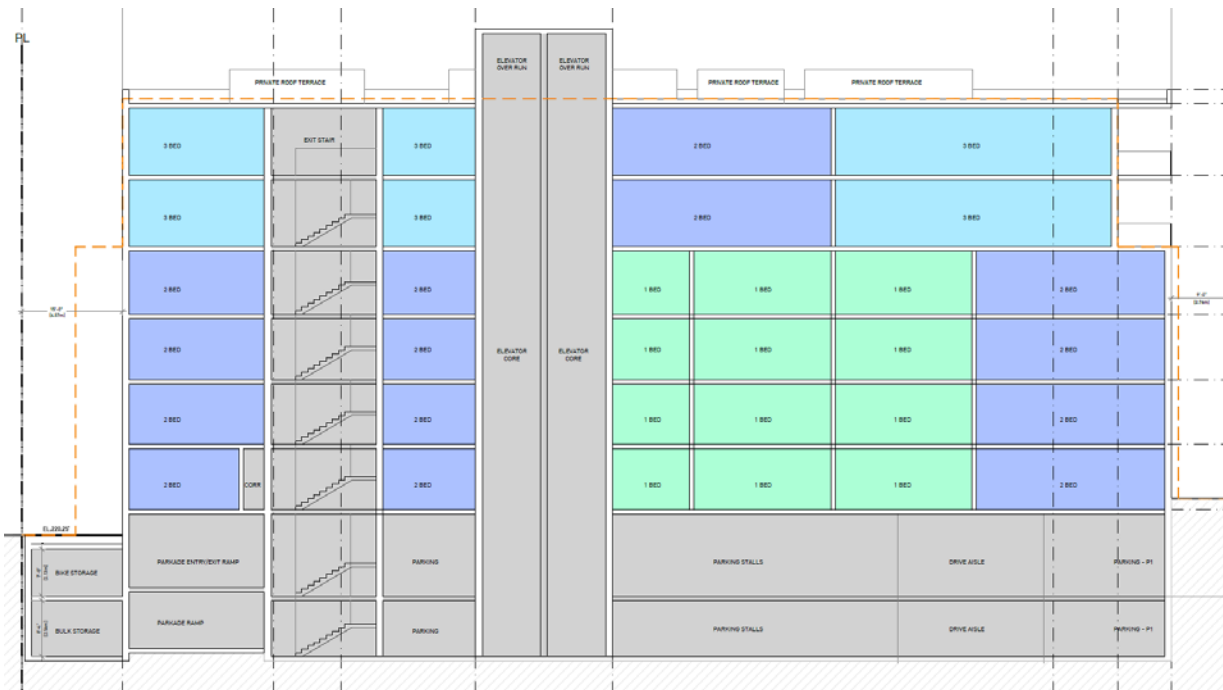 PL
ELEVATOR
OVER RUN
ELEVATOR
OVER RUN
PRIVATE ROOF TERRACE
PRIVATE ROOF TERRACE
PRIVATE ROOF TERRACE
3 BED
EXIT STAIR
3 BED
2 BED
3 BED
3 BED
3 BED
2 BED
3 BED
2 BED
2 BED
1 BED
1 BED
1 BED
2 BED
2 BED
2 BED
ELEVATOR
CORE
ELEVATOR
CORE
1 BED
1 BED
1 BED
2 BED
2 BED
2 BED
1 BED
1 BED
1 BED
2 BED
2 BED
CORR
2 BED
1 BED
1 BED
1 BED
2 BED
BIKE STORAGE
PARKADE ENTRY/EXIT RAMP
PARKING
PARKING STALLS
DRIVE AISLE
PARKING - P1
BULK STORAGE
PARKADE RAMP
PARKING
PARKING STALLS
DRIVE AISLE
PARKING - P1